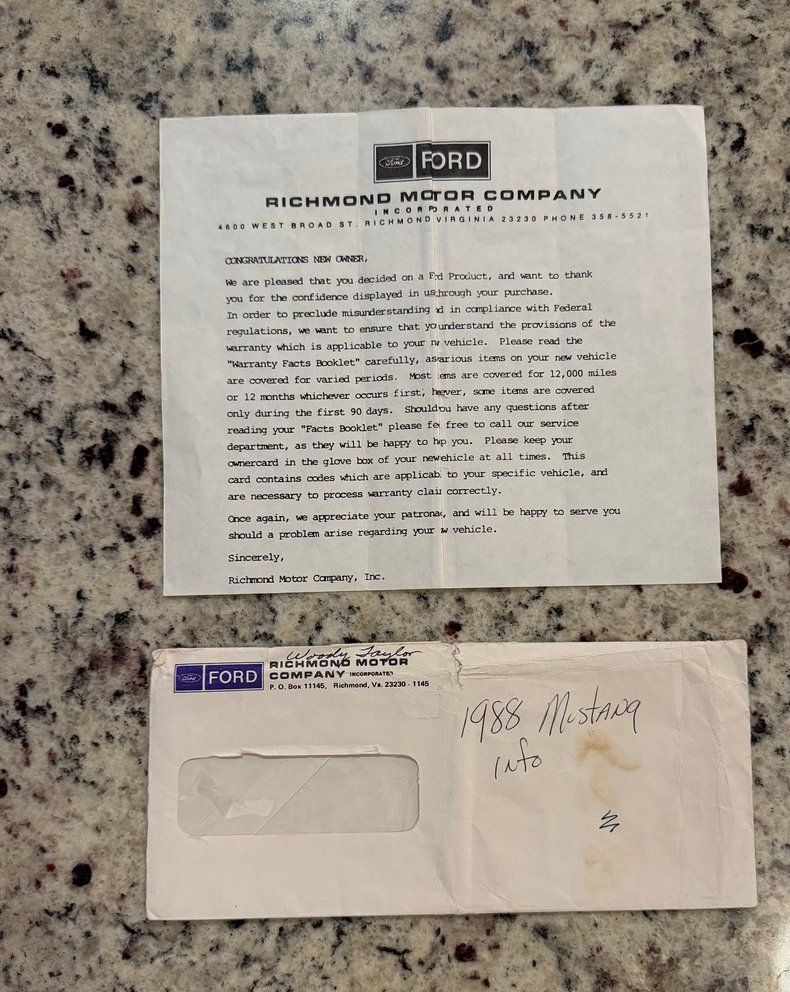 Ford FORD
RICHMOND MOTOR COMPANY
INCORPORATED
4600 WEST BROAD ST. RICHMOND VIRGINIA 23230 PHONE 358-5521
CONGRATULATIONS NEW OWNER,
We are pleased that you decided on a Frd Product, and want to thank
you for the confidence displayed in us through your purchase.
In order to preclude misunderstanding d in compliance with Federal
regulations, we want to ensure that yo understand the provisions of the
warranty which is applicable to your n vehicle. Please read the
"Warranty Facts Booklet" carefully, as arious items on your new vehicle
are covered for varied periods. Most ems are covered for 12,000 miles
or 12 months whichever occurs first, hever, some items are covered
only during the first 90 days. Should ou have any questions after
reading your "Facts Booklet" please fe free to call our service
department, as they will be happy to hp you. Please keep your
ownercard in the glove box of your new ehicle at all times. This
card contains codes which are applicab to your specific vehicle, and
are necessary to process warranty clai correctly.
Once again, we appreciate your patrona, and will be happy to serve you
should a problem arise regarding your w vehicle.
Sincerely,
Richmond Motor Company, Inc.
Woody Taylor
Ford FORD
RICHMOND MOTOR
COMPANY INCORPORATED
P. O. Box 11145, Richmond, Va. 23230 - 1145
1988 Mustang
info